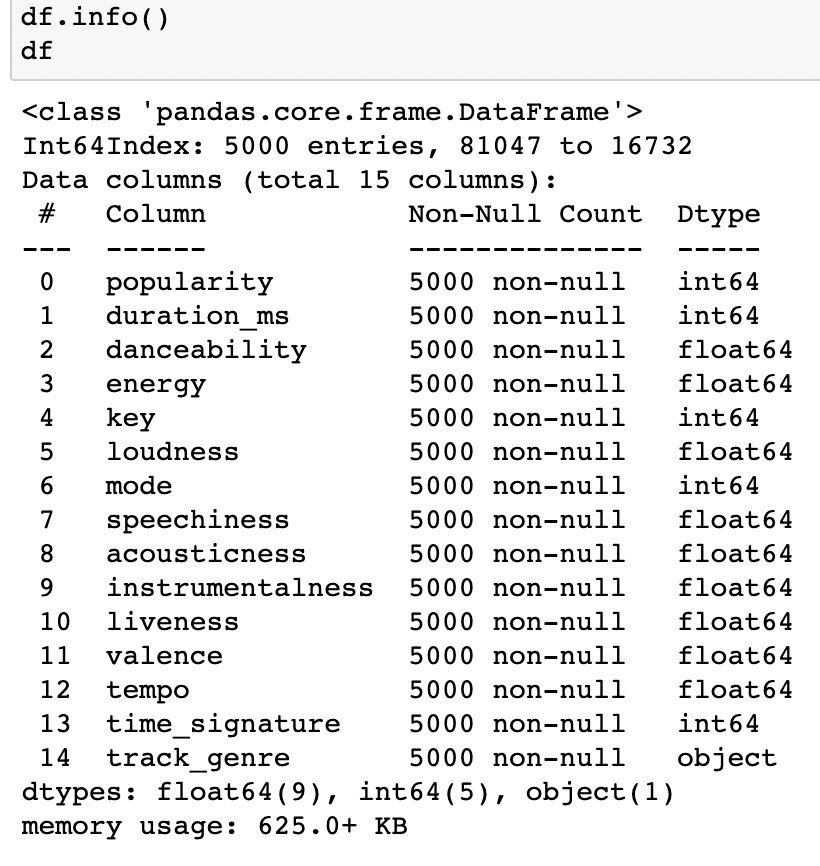 df.info()
df
<class 'pandas.core.frame.DataFrame'>
Int64Index: 5000 entries, 81047 to 16732
Data columns (total 15 columns):
 #   Column            Non-Null Count  Dtype
---  ------            --------------  -----
 0   popularity        5000 non-null   int64
 1   duration_ms       5000 non-null   int64
 2   danceability      5000 non-null   float64
 3   energy            5000 non-null   float64
 4   key               5000 non-null   int64
 5   loudness          5000 non-null   float64
 6   mode              5000 non-null   int64
 7   speechiness       5000 non-null   float64
 8   acousticness      5000 non-null   float64
 9   instrumentalness  5000 non-null   float64
 10  liveness          5000 non-null   float64
 11  valence           5000 non-null   float64
 12  tempo             5000 non-null   float64
 13  time_signature    5000 non-null   int64
 14  track_genre       5000 non-null   object
dtypes: float64(9), int64(5), object(1)
memory usage: 625.0+ KB